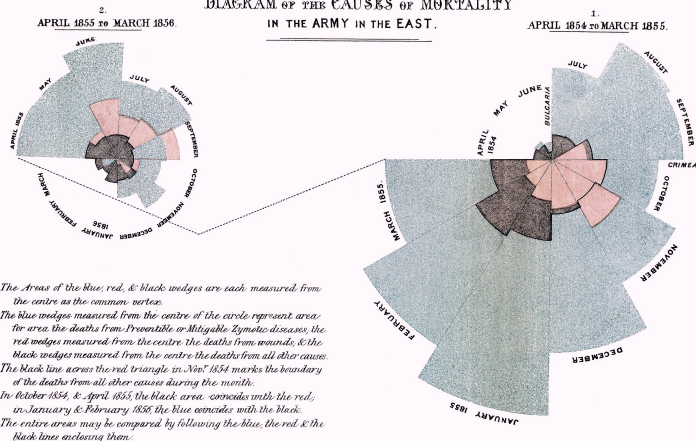 DIAGRAM OF THE CAUSES OF MORTALITY
IN THE ARMY IN THE EAST.
2.
APRIL 1855 TO MARCH 1856.
1.
APRIL 1854 TO MARCH 1855.
APRIL 1855
MAY
JUNE
JULY
AUGUST
SEPTEMBER
OCTOBER
NOVEMBER
DECEMBER
JANUARY
1856
FEBRUARY
MARCH
APRIL
1854
MAY
JUNE
BULGARIA
JULY
AUGUST
SEPTEMBER
CRIMEA
OCTOBER
NOVEMBER
DECEMBER
JANUARY 1855
FEBRUARY
MARCH 1855
The Areas of the blue, red, & black wedges are each measured from
the centre as the common vertex.
The blue wedges measured from the centre of the circle represent area
for area the deaths from Preventible or Mitigable Zymotic diseases; the
red wedges measured from the centre the deaths from wounds; & the
black wedges measured from the centre the deaths from all other causes.
The black line across the red triangle in Nov.r 1854 marks the boundary
of the deaths from all other causes during the month.
In October 1854, & April 1855, the black area coincides with the red;
in January & February 1856, the blue coincides with the black.
The entire areas may be compared by following the blue, the red & the
black lines enclosing them.